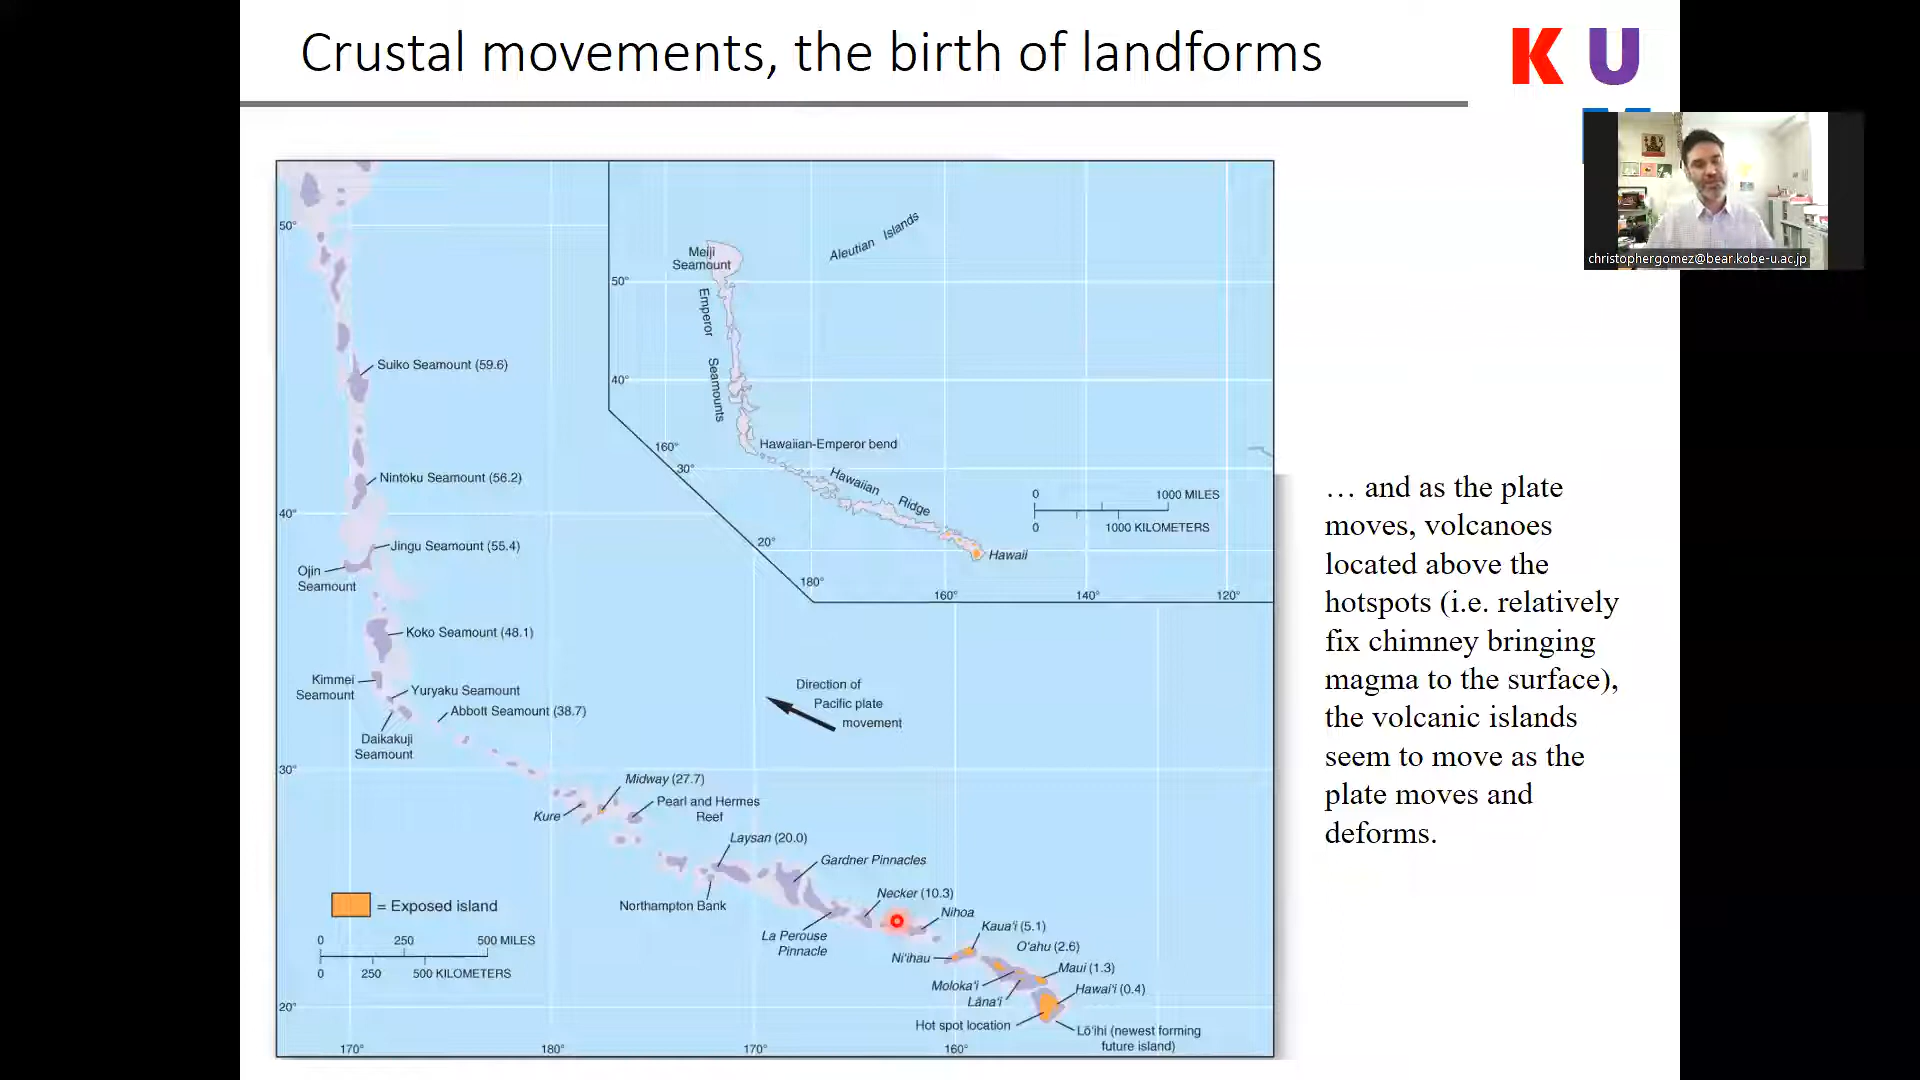 Crustal movements, the birth of landforms
K U
christophergomez@bear.kobe-u.ac.jp
50°
Suiko Seamount (59.6)
Nintoku Seamount (56.2)
40°
Jingu Seamount (55.4)
Ojin
Seamount
Koko Seamount (48.1)
Kimmei
Seamount
Yuryaku Seamount
Abbott Seamount (38.7)
Daikakuji
Seamount
30°
Midway (27.7)
Kure
Pearl and Hermes
Reef
Laysan (20.0)
Northampton Bank
Gardner Pinnacles
La Perouse
Pinnacle
Necker (10.3)
Nihoa
Kaua'i (5.1)
Ni'ihau
O'ahu (2.6)
Moloka'i
Maui (1.3)
Lāna'i
Hawai'i (0.4)
Hot spot location
Lō'ihi (newest forming
future island)
Direction of
Pacific plate
movement
= Exposed island
0 250 500 MILES
0 250 500 KILOMETERS
20°
170° 180° 170° 160°
Aleutian Islands
Meiji
Seamount
50°
Emperor
Seamounts
40°
Hawaiian-Emperor bend
160°
30°
Hawaiian Ridge
0 1000 MILES
0 1000 KILOMETERS
20°
Hawaii
180° 160° 140° 120°
… and as the plate
moves, volcanoes
located above the
hotspots (i.e. relatively
fix chimney bringing
magma to the surface),
the volcanic islands
seem to move as the
plate moves and
deforms.